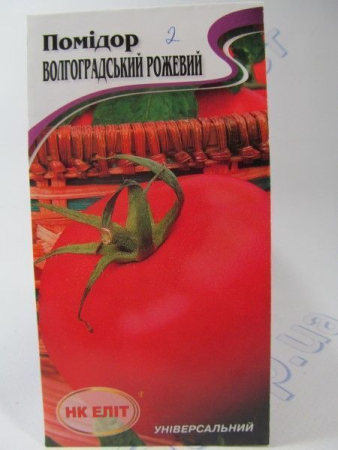 Помідор
2
ВОЛГОГРАДСЬКИЙ РОЖЕВИЙ
НК ЕЛІТ
УНІВЕРСАЛЬНИЙ